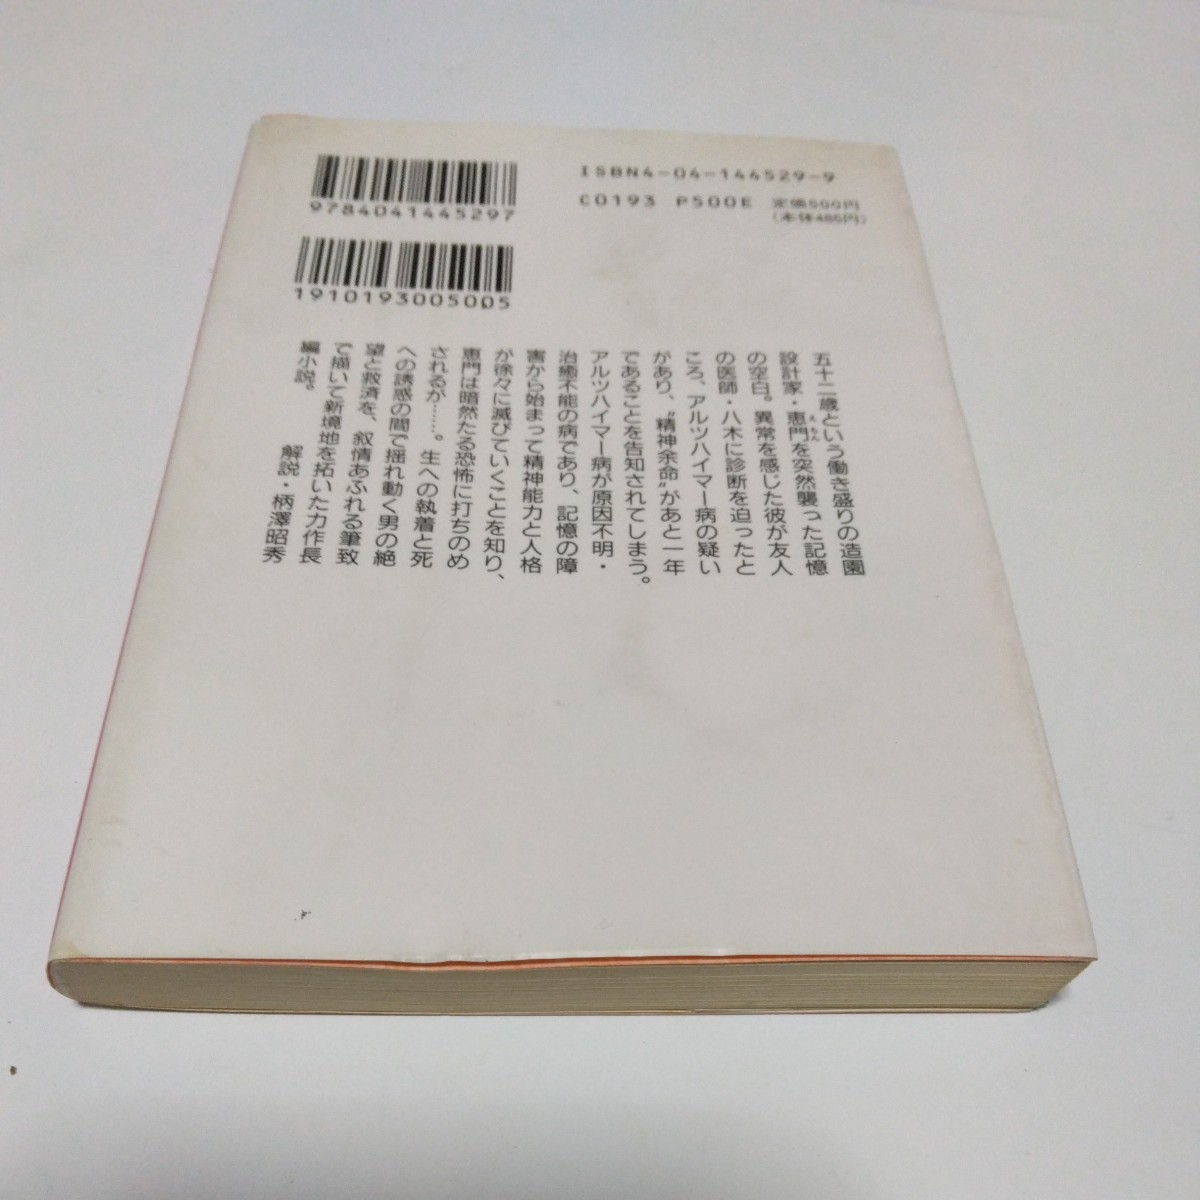 9784041445297
1910193005005
ISBN4-04-144529-9
C0193 P500E 定価500円
(本体485円)
五十二歳という働き盛りの造園
設計家・恵門を突然襲った記憶
えもん
の空白。異常を感じた彼が友人
の医師・八木に診断を迫ったと
ころ、アルツハイマー病の疑い
があり、“精神余命”があと一年
であることを告知されてしまう。
アルツハイマー病が原因不明・
治癒不能の病であり、記憶の障
害から始まって精神能力と人格
が徐々に滅びていくことを知り、
恵門は暗然たる恐怖に打ちのめ
されるが……。生への執着と死
への誘惑の間で揺れ動く男の絶
望と救済を、叙情あふれる筆致
で描いて新境地を拓いた力作長
編小説。
解説・柄澤昭秀